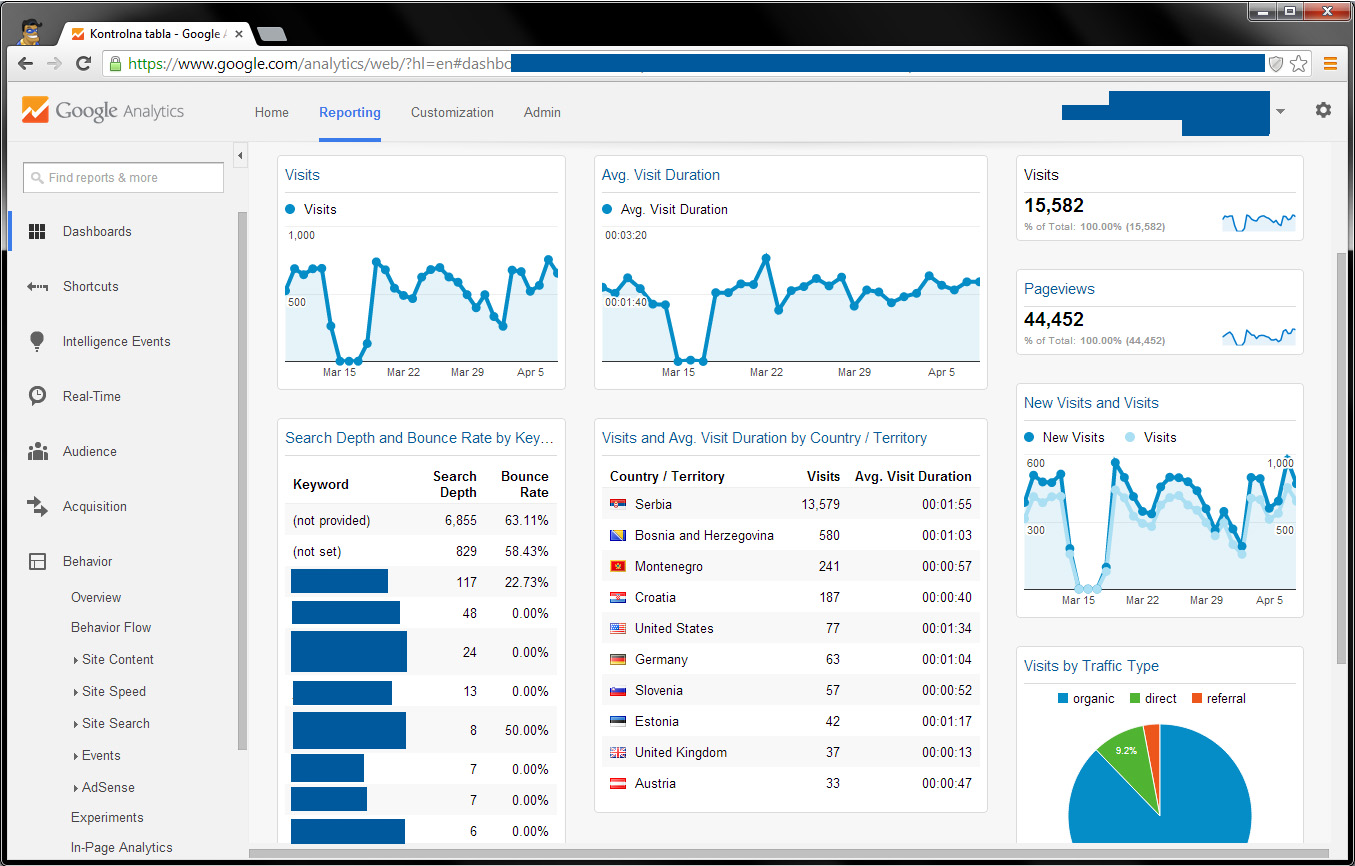 Kontrolna tabla - Google A
https://www.google.com/analytics/web/?hl=en#dashbo
Google Analytics
Home
Reporting
Customization
Admin
Find reports & more
Dashboards
Shortcuts
Intelligence Events
Real-Time
Audience
Acquisition
Behavior
Overview
Behavior Flow
Site Content
Site Speed
Site Search
Events
AdSense
Experiments
In-Page Analytics
Visits
Visits
1,000
500
Mar 15 Mar 22 Mar 29 Apr 5
Avg. Visit Duration
Avg. Visit Duration
00:03:20
00:01:40
Mar 15 Mar 22 Mar 29 Apr 5
Visits
15,582
% of Total: 100.00% (15,582)
Pageviews
44,452
% of Total: 100.00% (44,452)
Search Depth and Bounce Rate by Key...
Keyword Search Depth Bounce Rate
(not provided) 6,855 63.11%
(not set) 829 58.43%
117 22.73%
48 0.00%
24 0.00%
13 0.00%
8 50.00%
7 0.00%
7 0.00%
6 0.00%
Visits and Avg. Visit Duration by Country / Territory
Country / Territory Visits Avg. Visit Duration
Serbia 13,579 00:01:55
Bosnia and Herzegovina 580 00:01:03
Montenegro 241 00:00:57
Croatia 187 00:00:40
United States 77 00:01:34
Germany 63 00:01:04
Slovenia 57 00:00:52
Estonia 42 00:01:17
United Kingdom 37 00:00:13
Austria 33 00:00:47
New Visits and Visits
New Visits Visits
600 1,000
300 500
Mar 15 Mar 22 Mar 29 Apr 5
Visits by Traffic Type
organic direct referral
9.2%